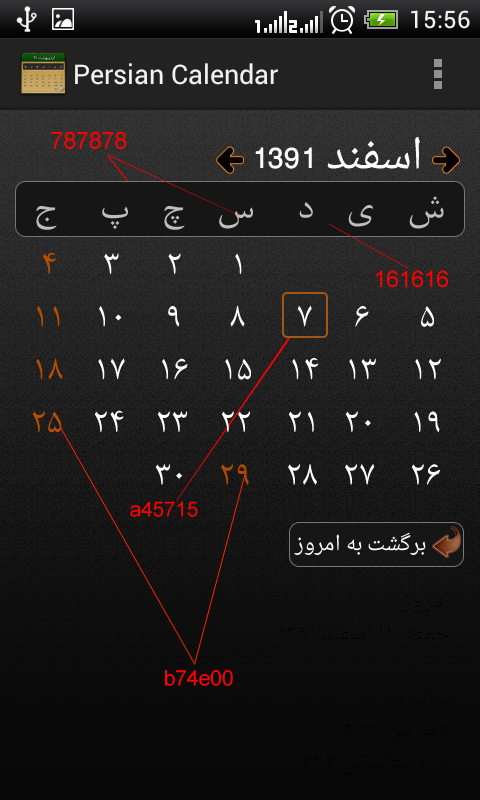 15:56
Persian Calendar
787878
اسفند 1391
ش ی د س چ پ ج
161616
۱ ۲ ۳ ۴
۵ ۶ ۷ ۸ ۹ ۱۰ ۱۱
۱۲ ۱۳ ۱۴ ۱۵ ۱۶ ۱۷ ۱۸
۱۹ ۲۰ ۲۱ ۲۲ ۲۳ ۲۴ ۲۵
۲۶ ۲۷ ۲۸ ۲۹ ۳۰
a45715
برگشت به امروز
b74e00